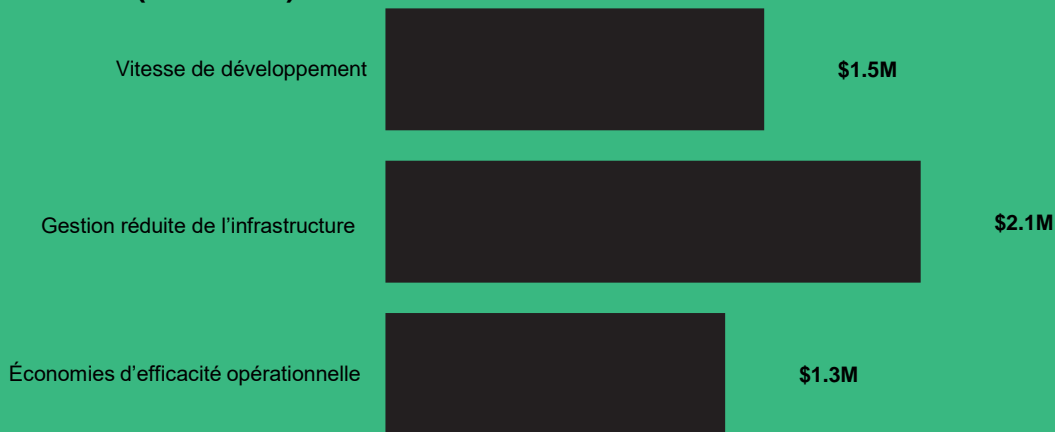 Vitesse de développement
$1.5M
Gestion réduite de l’infrastructure
$2.1M
Économies d’efficacité opérationnelle
$1.3M